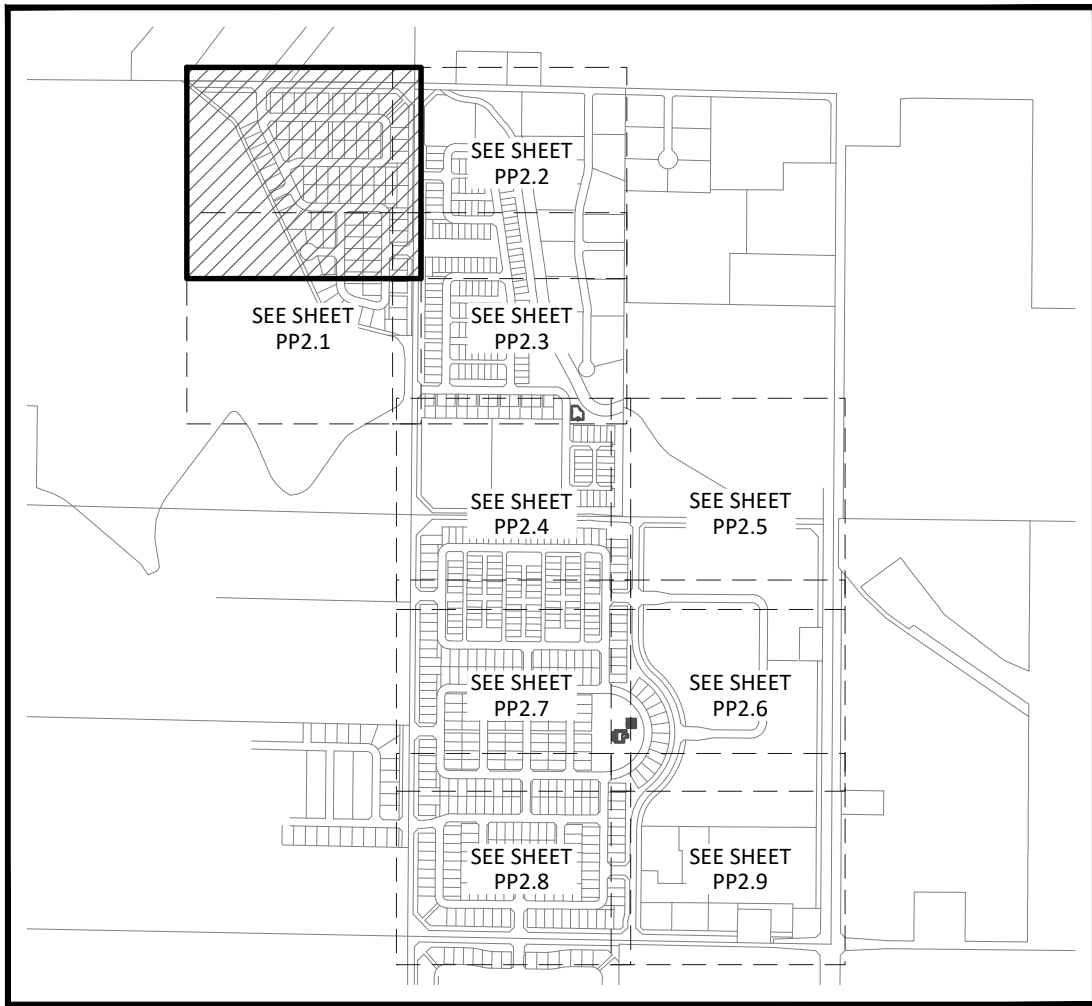 SEE SHEET
PP2.2
SEE SHEET
PP2.1
SEE SHEET
PP2.3
SEE SHEET
PP2.4
SEE SHEET
PP2.5
SEE SHEET
PP2.7
SEE SHEET
PP2.6
SEE SHEET
PP2.8
SEE SHEET
PP2.9